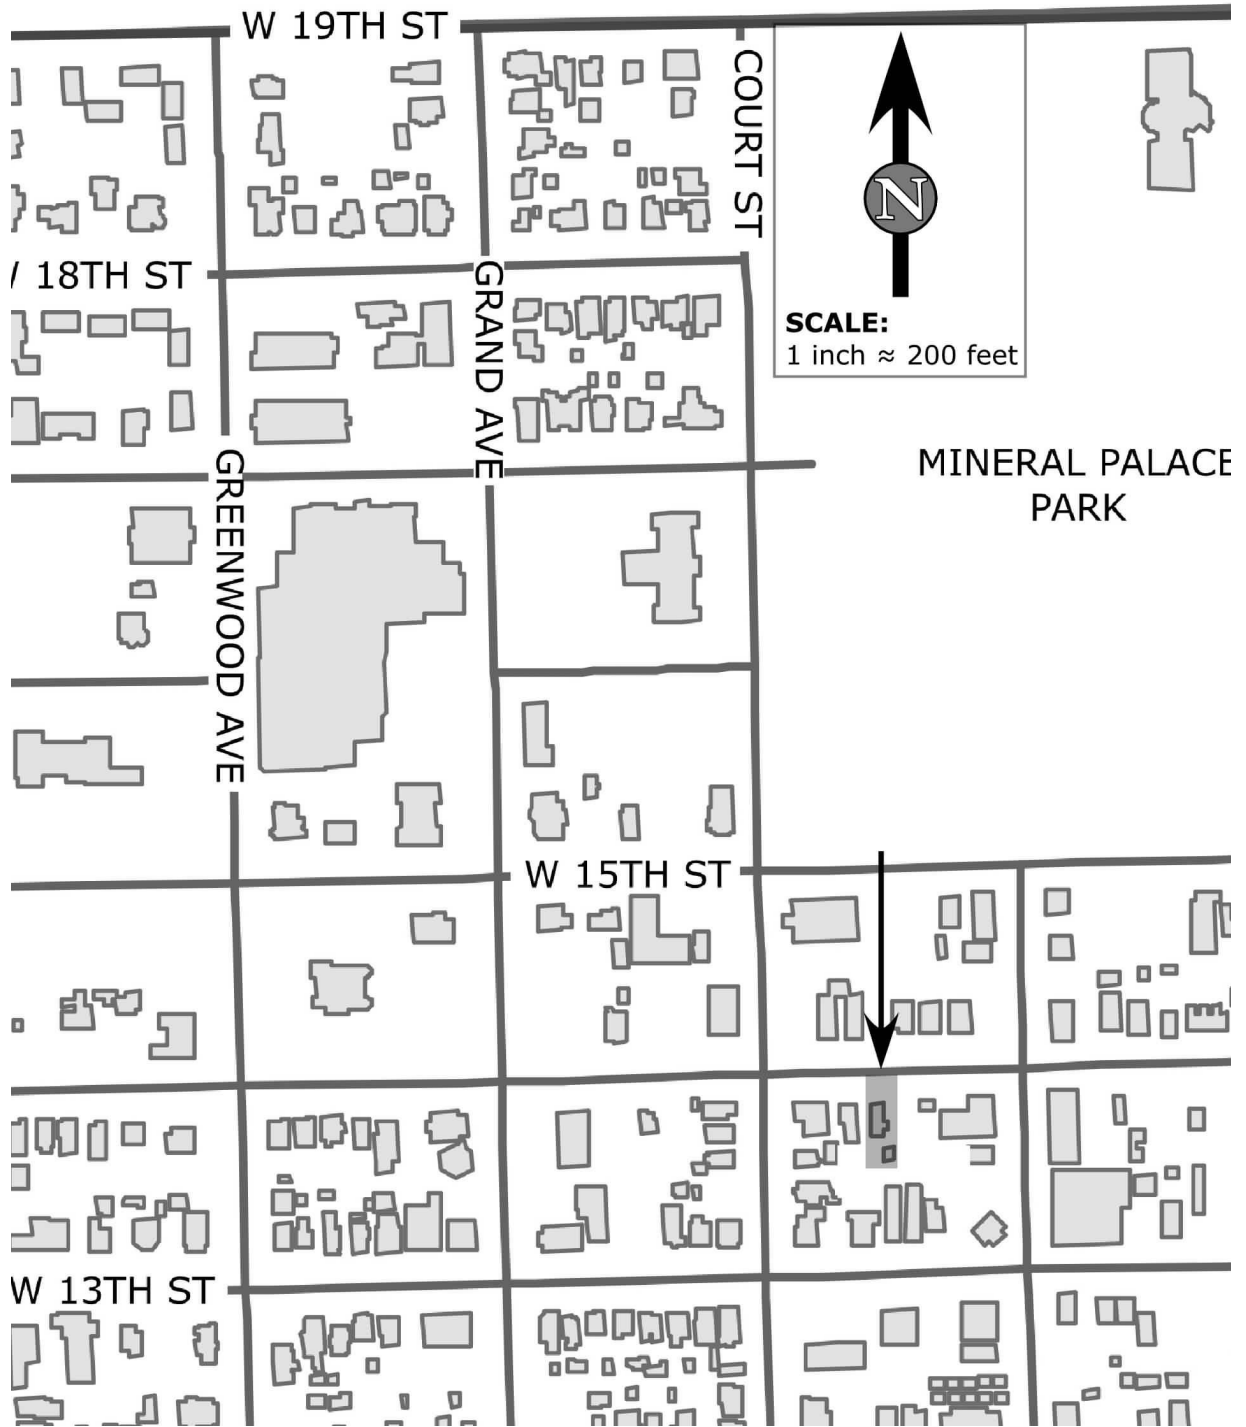 W 19TH ST
COURT ST
N
W 18TH ST
GRAND AVE
SCALE:
1 inch ≈ 200 feet
GREENWOOD AVE
MINERAL PALACE
PARK
W 15TH ST
W 13TH ST